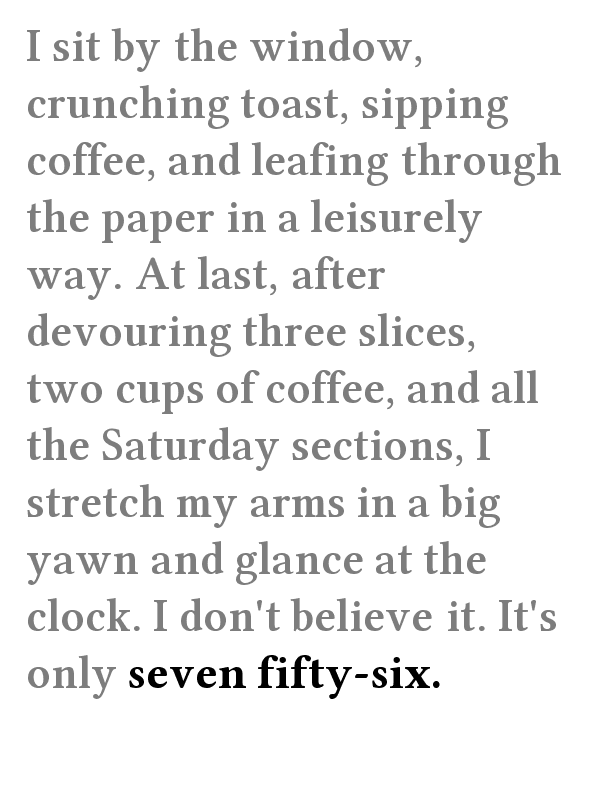 I sit by the window,
crunching toast, sipping
coffee, and leafing through
the paper in a leisurely
way. At last, after
devouring three slices,
two cups of coffee, and all
the Saturday sections, I
stretch my arms in a big
yawn and glance at the
clock. I don't believe it. It's
only seven fifty-six.